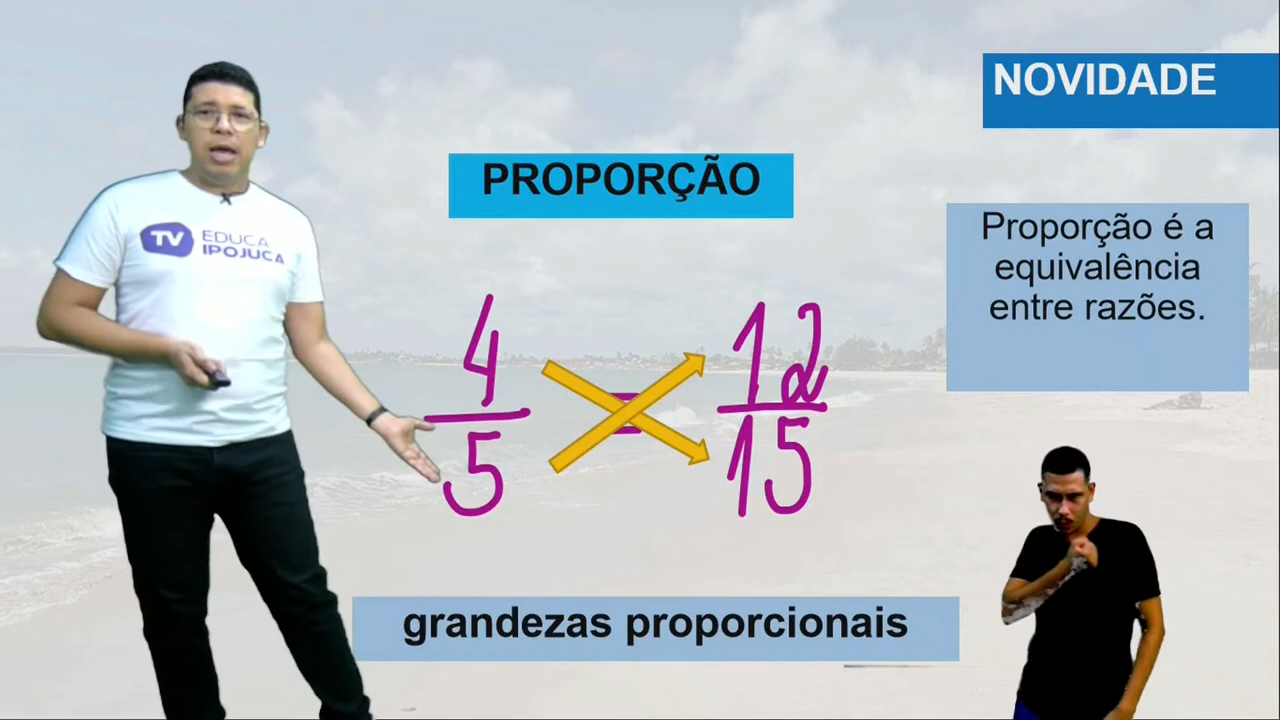 NOVIDADE
PROPORÇÃO
Proporção é a
equivalência
entre razões.
TV EDUCA
IPOJUCA
4 = 12
5 15
grandezas proporcionais